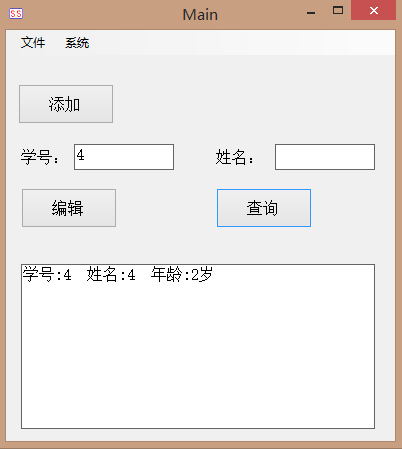 SS Main
文件 系统
添加
学号： 4 姓名：
编辑 查询
学号:4 姓名:4 年龄:2岁